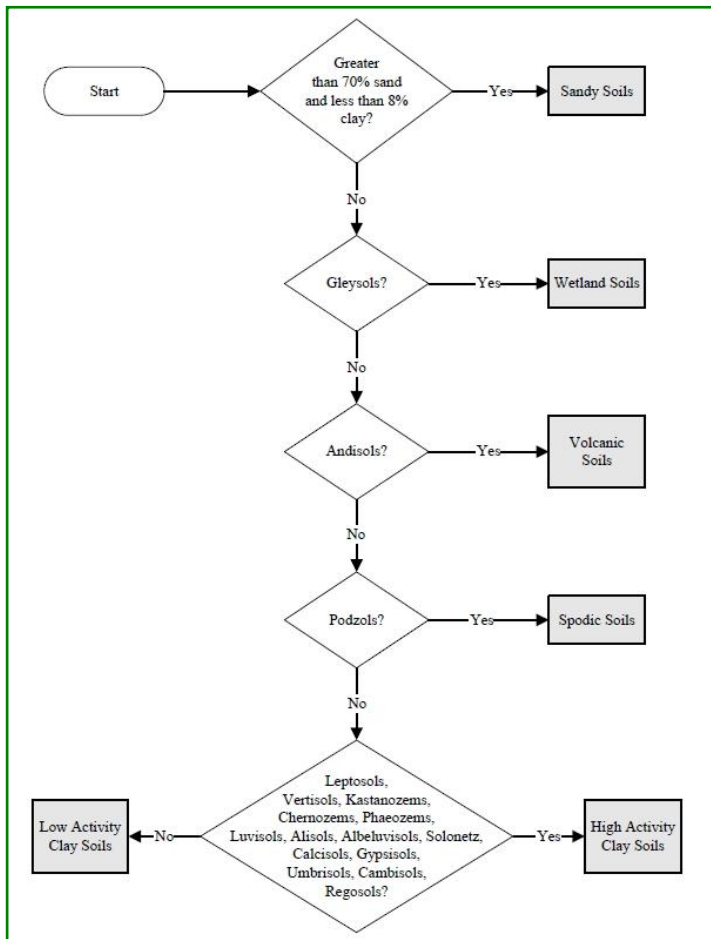 Start
Greater
than 70% sand
and less than 8%
clay?
Yes
Sandy Soils
No
Gleysols?
Yes
Wetland Soils
No
Andisols?
Yes
Volcanic
Soils
No
Podzols?
Yes
Spodic Soils
No
Leptosols,
Vertisols, Kastanozems,
Chernozems, Phaeozems,
Luvisols, Alisols, Albeluvisols, Solonetz,
Calcisols, Gypsisols,
Umbrisols, Cambisols,
Regosols?
No
Low Activity
Clay Soils
Yes
High Activity
Clay Soils